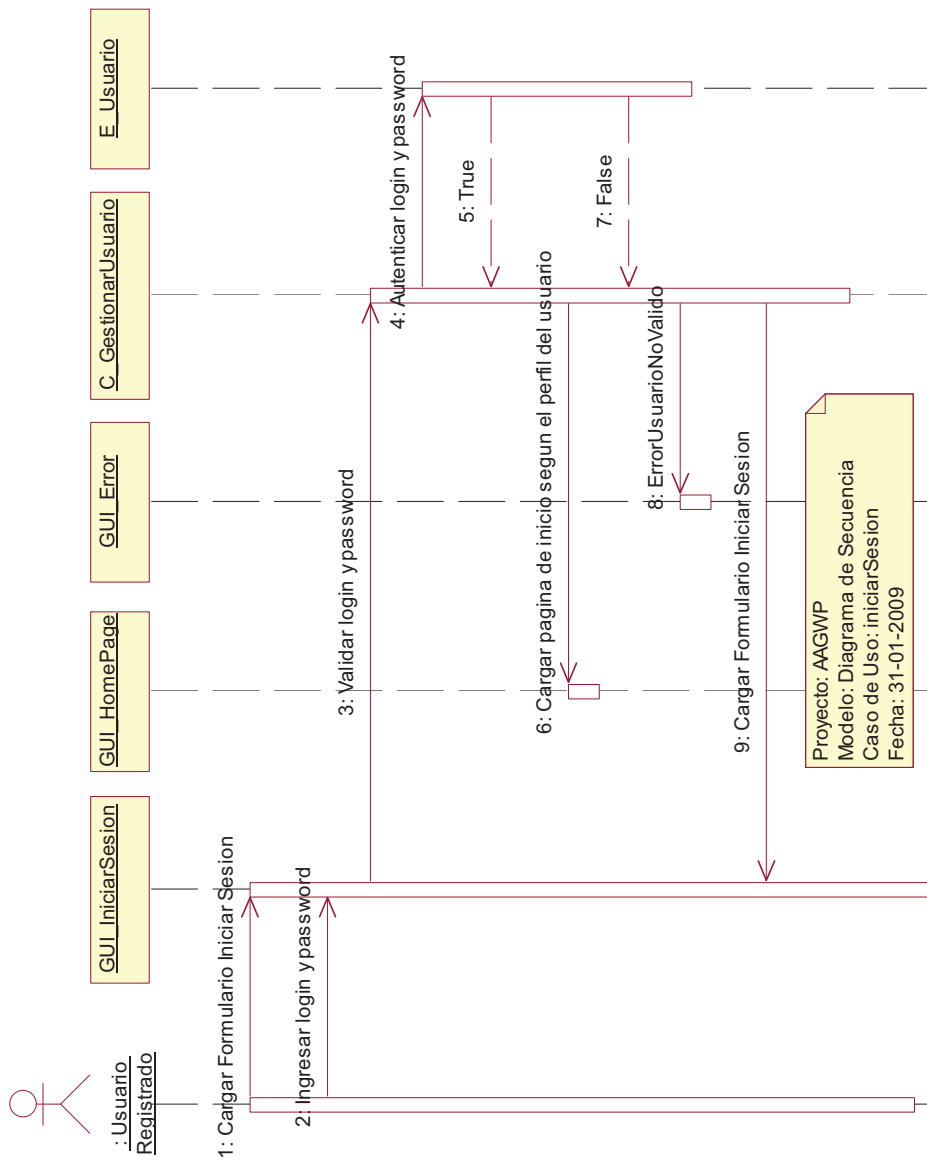 : Usuario
Registrado
GUI_IniciarSesion
GUI_HomePage
GUI_Error
C_GestionarUsuario
E_Usuario
1: Cargar Formulario Iniciar Sesion
2: Ingresar login y password
3: Validar login y password
4: Autenticar login y password
5: True
6: Cargar pagina de inicio segun el perfil del usuario
7: False
8: ErrorUsuarioNoValido
9: Cargar Formulario Iniciar Sesion
Proyecto: AAGWP
Modelo: Diagrama de Secuencia
Caso de Uso: iniciarSesion
Fecha: 31-01-2009